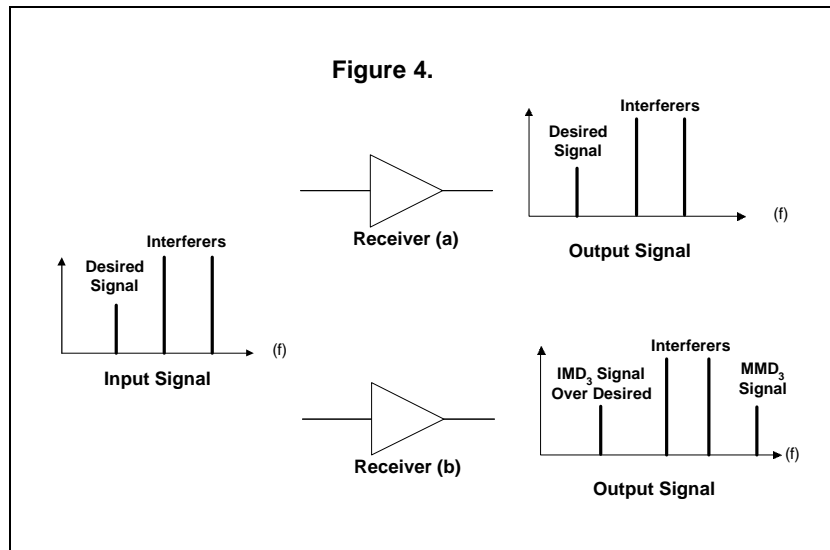 Figure 4.
Interferers
Desired
Signal
(f)
Receiver (a)
Output Signal
Interferers
Desired
Signal
(f)
Input Signal
Interferers
IMD3 Signal
Over Desired
MMD3
Signal
(f)
Receiver (b)
Output Signal